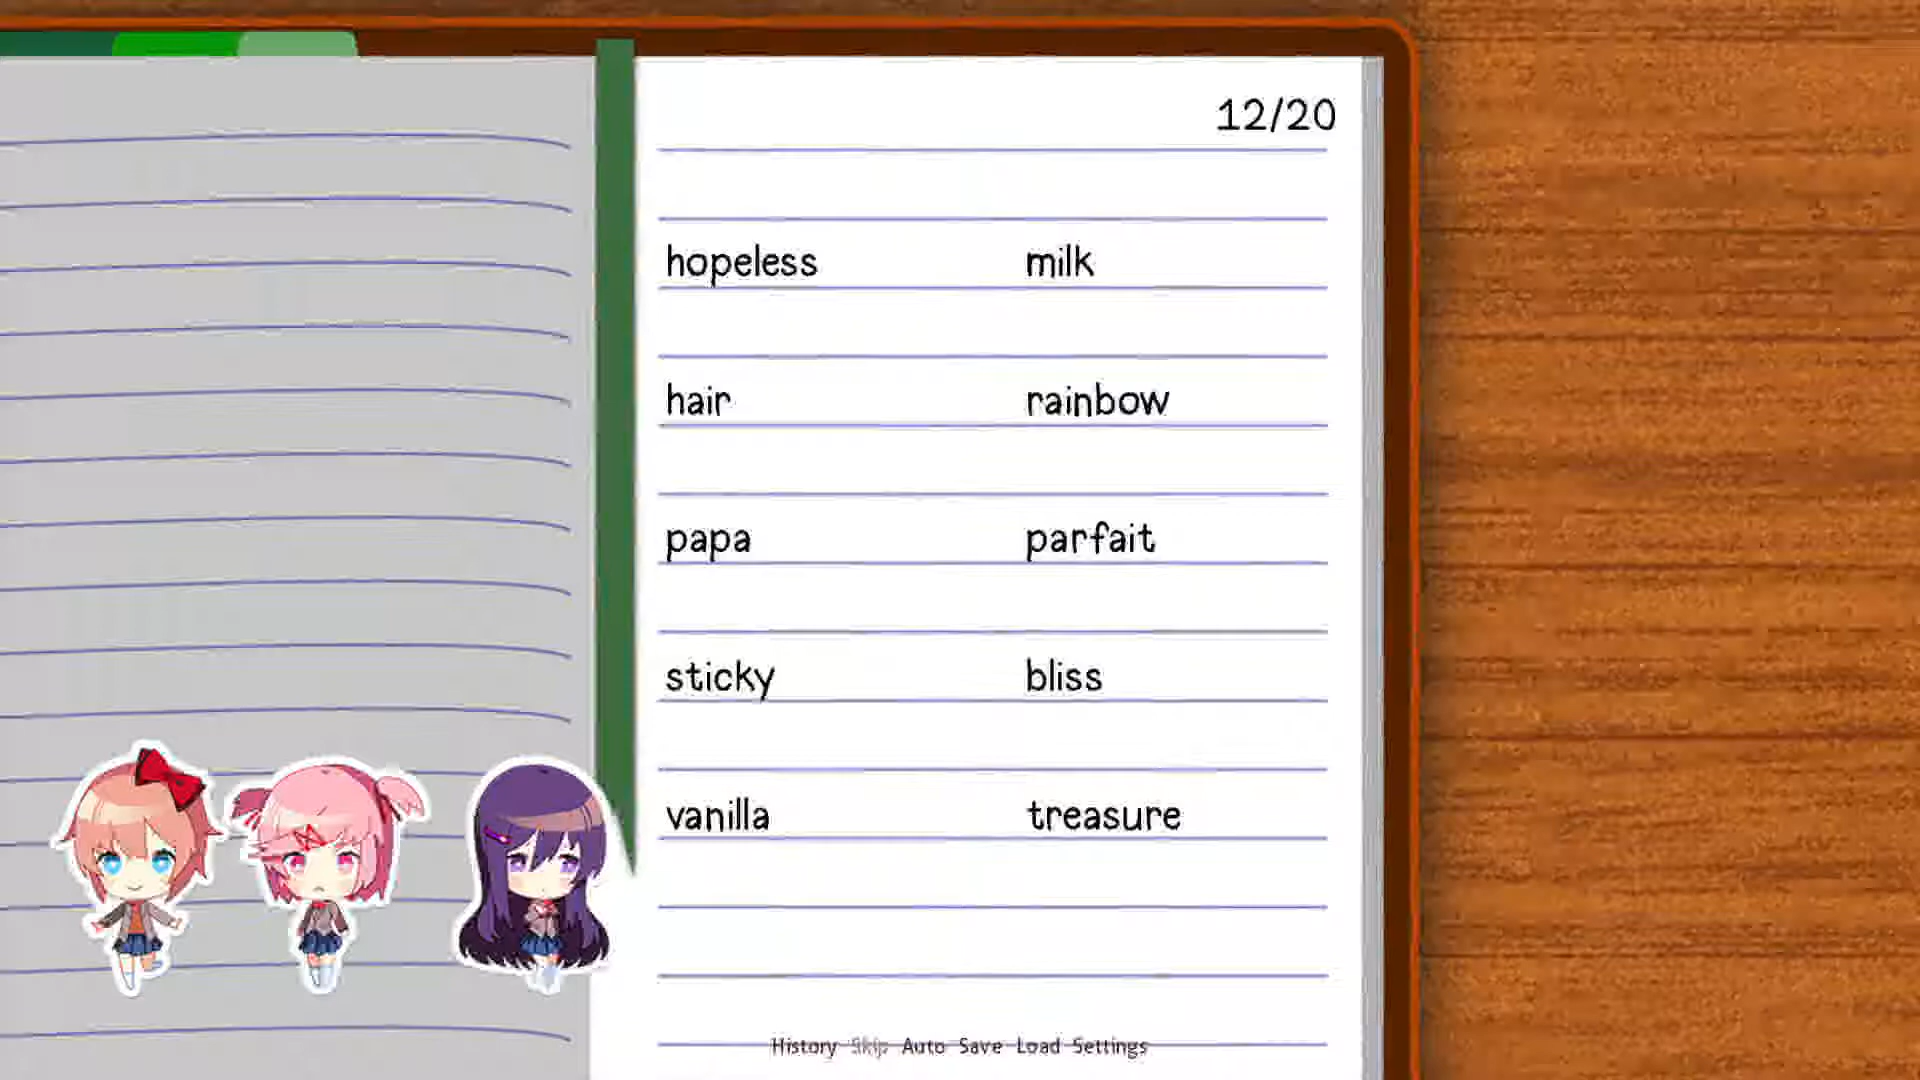 12/20
hopeless milk
hair rainbow
papa parfait
sticky bliss
vanilla treasure
History Skip Auto Save Load Settings